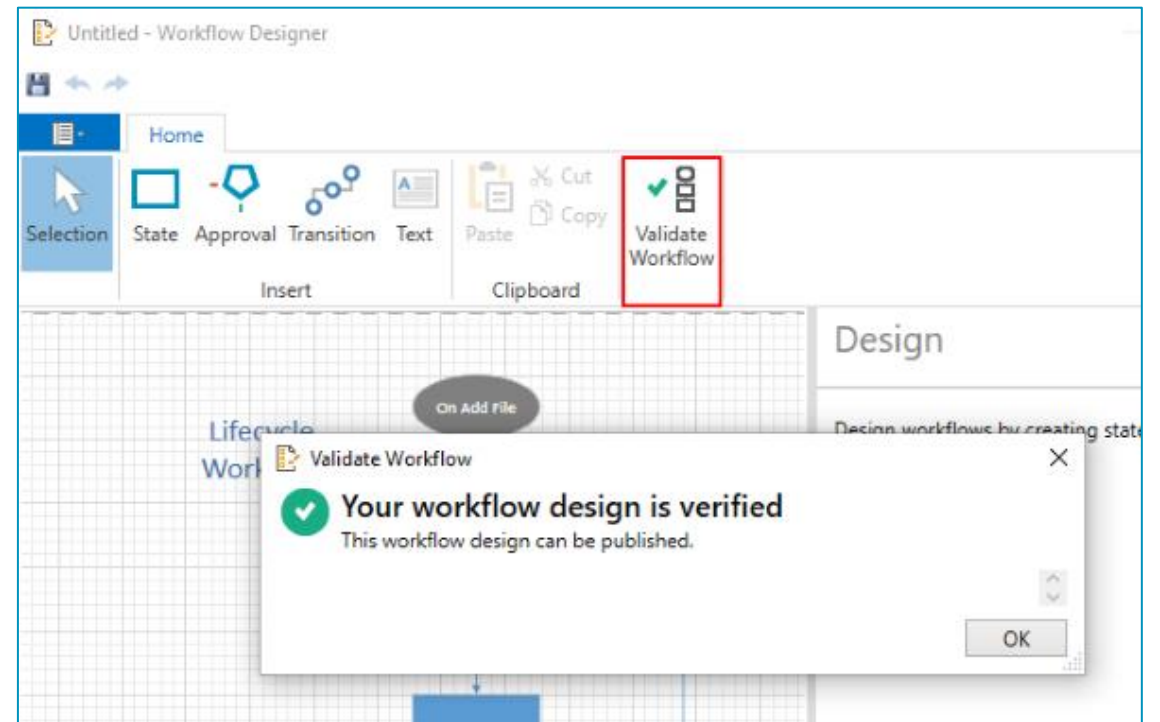 Untitled - Workflow Designer
Home
Selection
State
Approval
Transition
Text
Paste
Cut
Copy
Validate
Workflow
Insert
Clipboard
Design
On Add File
Lifecycle
Design workflows by creating state
Work
Validate Workflow
Your workflow design is verified
This workflow design can be published.
OK